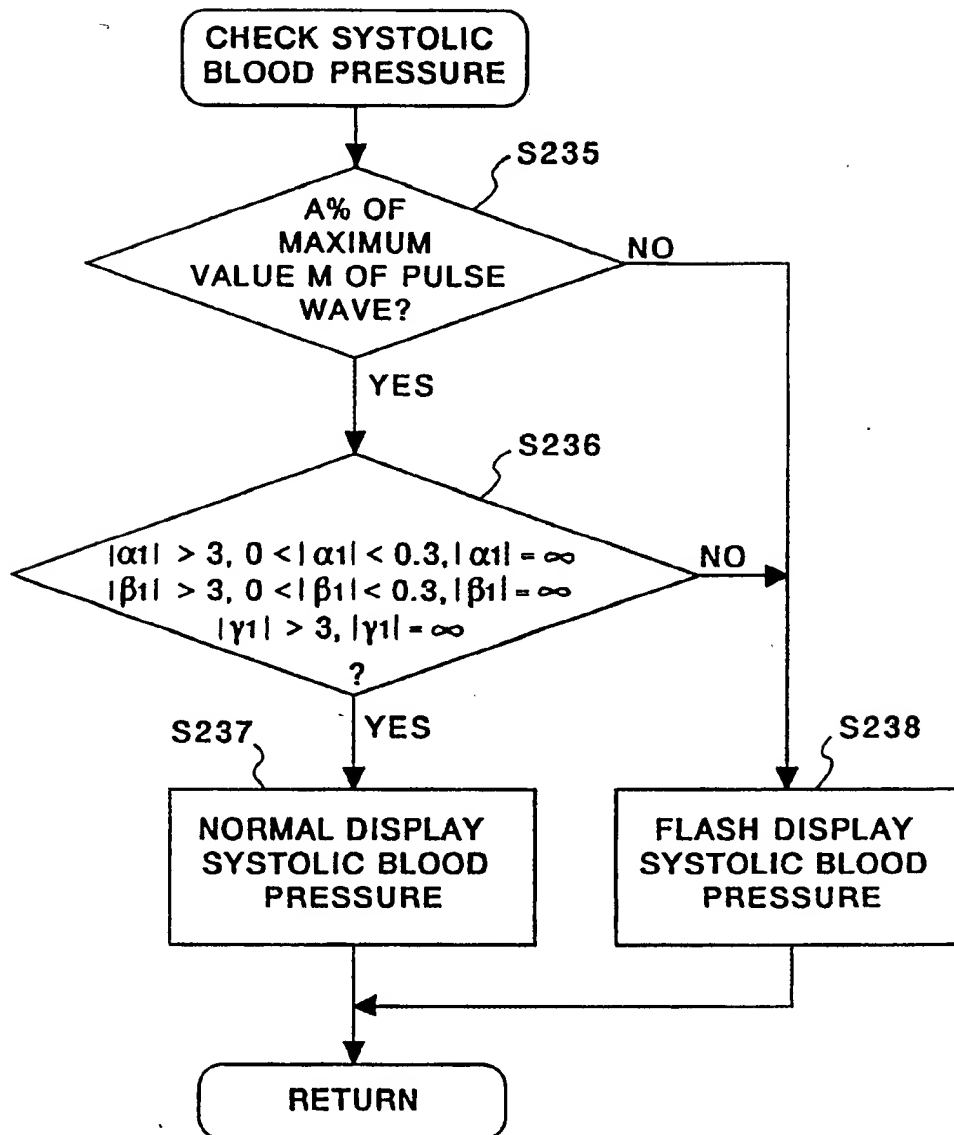 CHECK SYSTOLIC
BLOOD PRESSURE
S235
A% OF
MAXIMUM
VALUE M OF PULSE
WAVE?
NO
YES
S236
|α1| > 3, 0 < |α1| < 0.3, |α1| = ∞
|β1| > 3, 0 < |β1| < 0.3, |β1| = ∞
|γ1| > 3, |γ1| = ∞
?
NO
YES
S237
NORMAL DISPLAY
SYSTOLIC BLOOD
PRESSURE
S238
FLASH DISPLAY
SYSTOLIC BLOOD
PRESSURE
RETURN